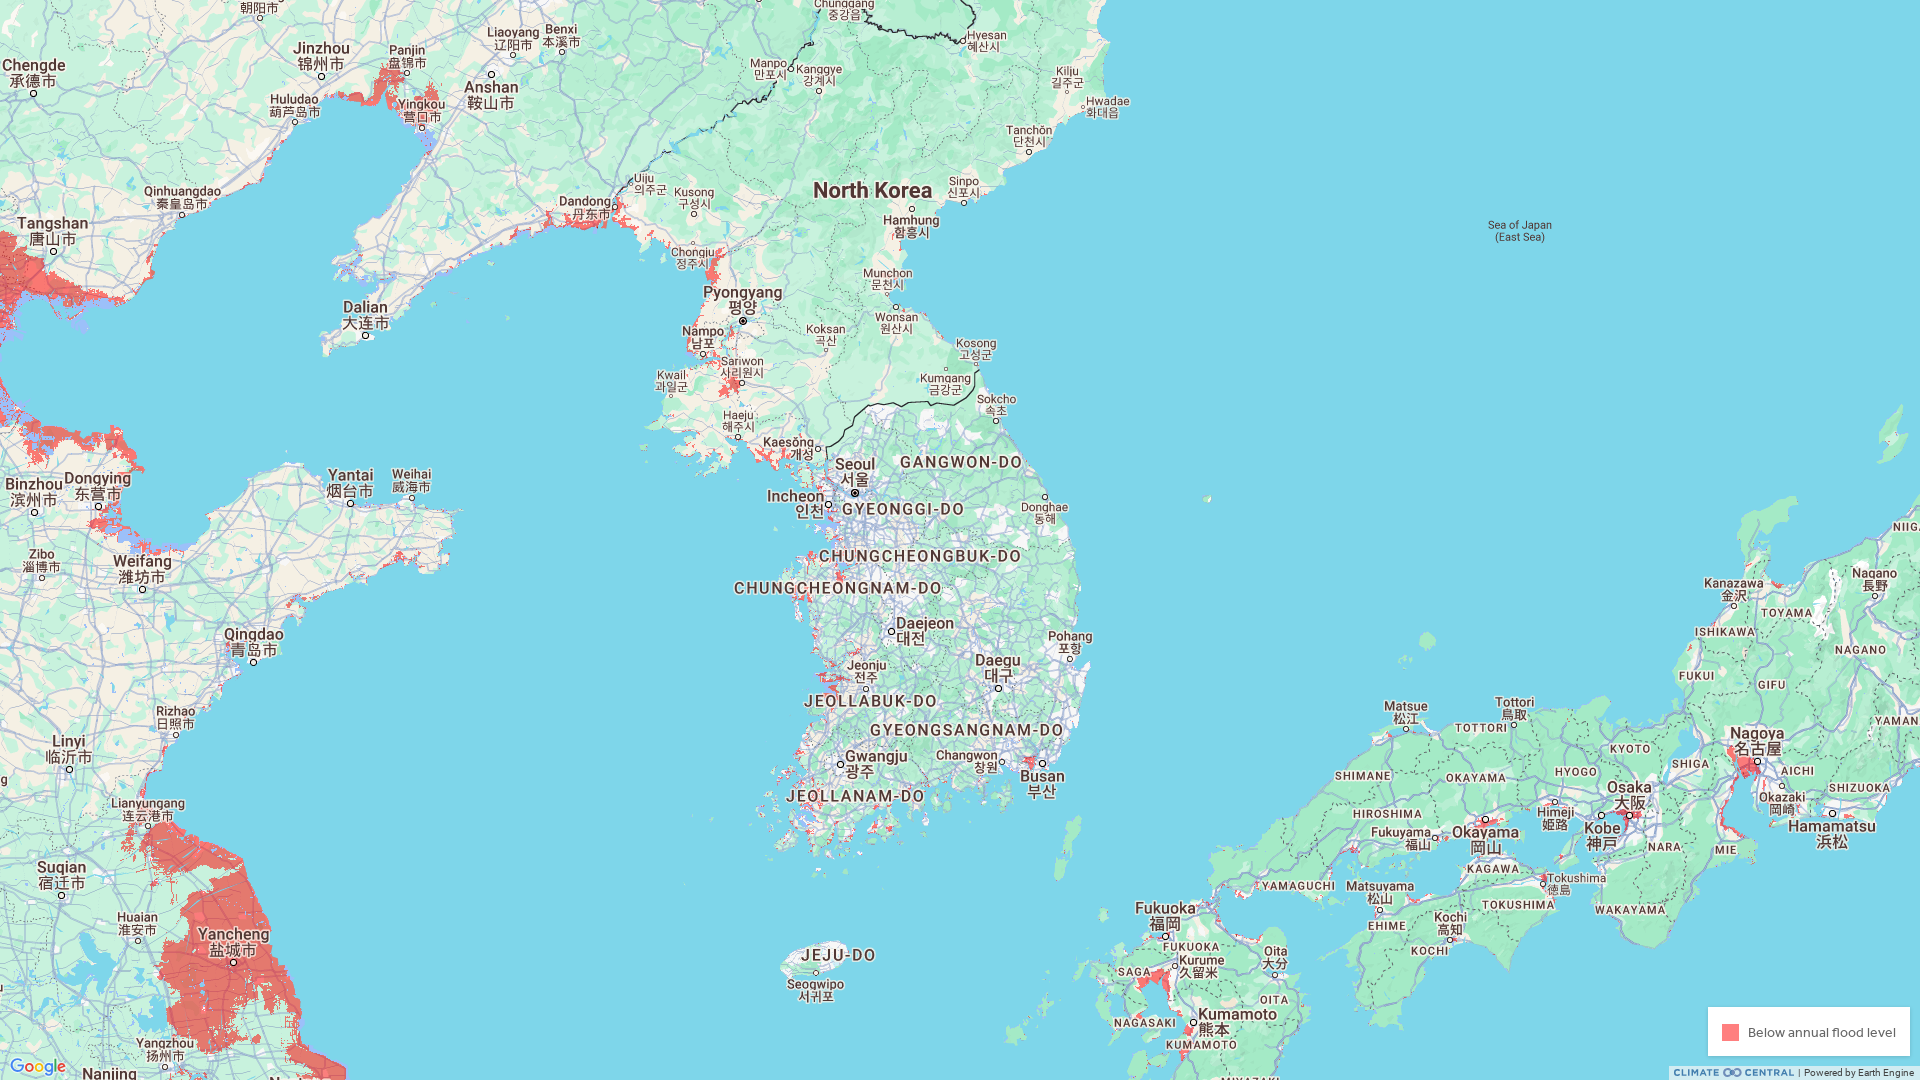 朝阳市
Chunggang
중강읍
Hyesan
혜산시
Liaoyang
辽阳市
Benxi
本溪市
Jinzhou
锦州市
Panjin
盘锦市
Chengde
承德市
Anshan
鞍山市
Manpo
만포시
Kanggye
강계시
Kilju
길주군
Huludao
葫芦岛市
Yingkou
营口市
Hwadae
화대읍
Tanchŏn
단천시
Qinhuangdao
秦皇岛市
Uiju
의주군
Kusong
구성시
North Korea
Sinpo
신포시
Dandong
丹东市
Tangshan
唐山市
Hamhung
함흥시
Sea of Japan
(East Sea)
Chongju
정주시
Munchon
문천시
Pyongyang
평양
Dalian
大连市
Wonsan
원산시
Nampo
남포
Koksan
곡산
Kosong
고성군
Sariwon
사리원시
Kwail
과일군
Kumgang
금강군
Sokcho
속초
Haeju
해주시
Kaesŏng
개성
Seoul
서울
GANGWON-DO
Binzhou
滨州市
Dongying
东营市
Yantai
烟台市
Weihai
威海市
Incheon
인천
GYEONGGI-DO
Donghae
동해
NIIG
Zibo
淄博市
Weifang
潍坊市
CHUNGCHEONGBUK-DO
CHUNGCHEONGNAM-DO
Kanazawa
金沢
Nagano
長野
TOYAMA
Qingdao
青岛市
Daejeon
대전
Pohang
포항
ISHIKAWA
NAGANO
Jeonju
전주
Daegu
대구
FUKUI
GIFU
JEOLLABUK-DO
Rizhao
日照市
Matsue
松江
Tottori
鳥取
TOTTORI
YAMAN
GYEONGSANGNAM-DO
Linyi
临沂市
Nagoya
名古屋
KYOTO
Gwangju
광주
Changwon
창원
Busan
부산
SHIGA
AICHI
HYOGO
SHIMANE
OKAYAMA
g
JEOLLANAM-DO
Osaka
大阪
SHIZUOKA
Okazaki
岡崎
Lianyungang
连云港市
HIROSHIMA
Himeji
姫路
Kobe
神戸
Hamamatsu
浜松
Fukuyama
福山
Okayama
岡山
NARA
MIE
Suqian
宿迁市
KAGAWA
YAMAGUCHI
Matsuyama
松山
Tokushima
徳島
TOKUSHIMA
WAKAYAMA
Huaian
淮安市
Fukuoka
福岡
EHIME
Kochi
高知
Yancheng
盐城市
FUKUOKA
KOCHI
JEJU-DO
Oita
大分
SAGA
Kurume
久留米
Seogwipo
서귀포
OITA
NAGASAKI
Kumamoto
熊本
Below annual flood level
Yangzhou
扬州市
KUMAMOTO
Google
Nanjing
CLIMATE CENTRAL | Powered by Earth Engine